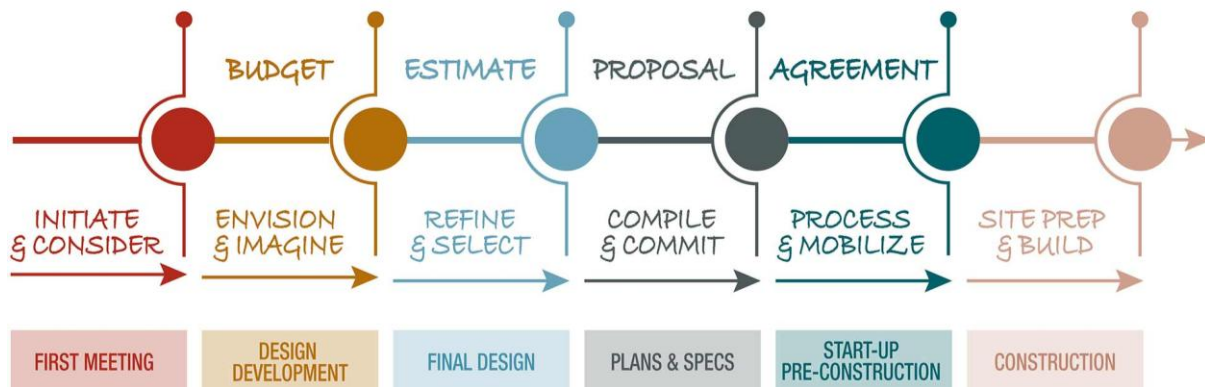 BUDGET
ESTIMATE
PROPOSAL
AGREEMENT
INITIATE
& CONSIDER
ENVISION
& IMAGINE
REFINE
& SELECT
COMPILE
& COMMIT
PROCESS
& MOBILIZE
SITE PREP
& BUILD
FIRST MEETING
DESIGN
DEVELOPMENT
FINAL DESIGN
PLANS & SPECS
START-UP
PRE-CONSTRUCTION
CONSTRUCTION